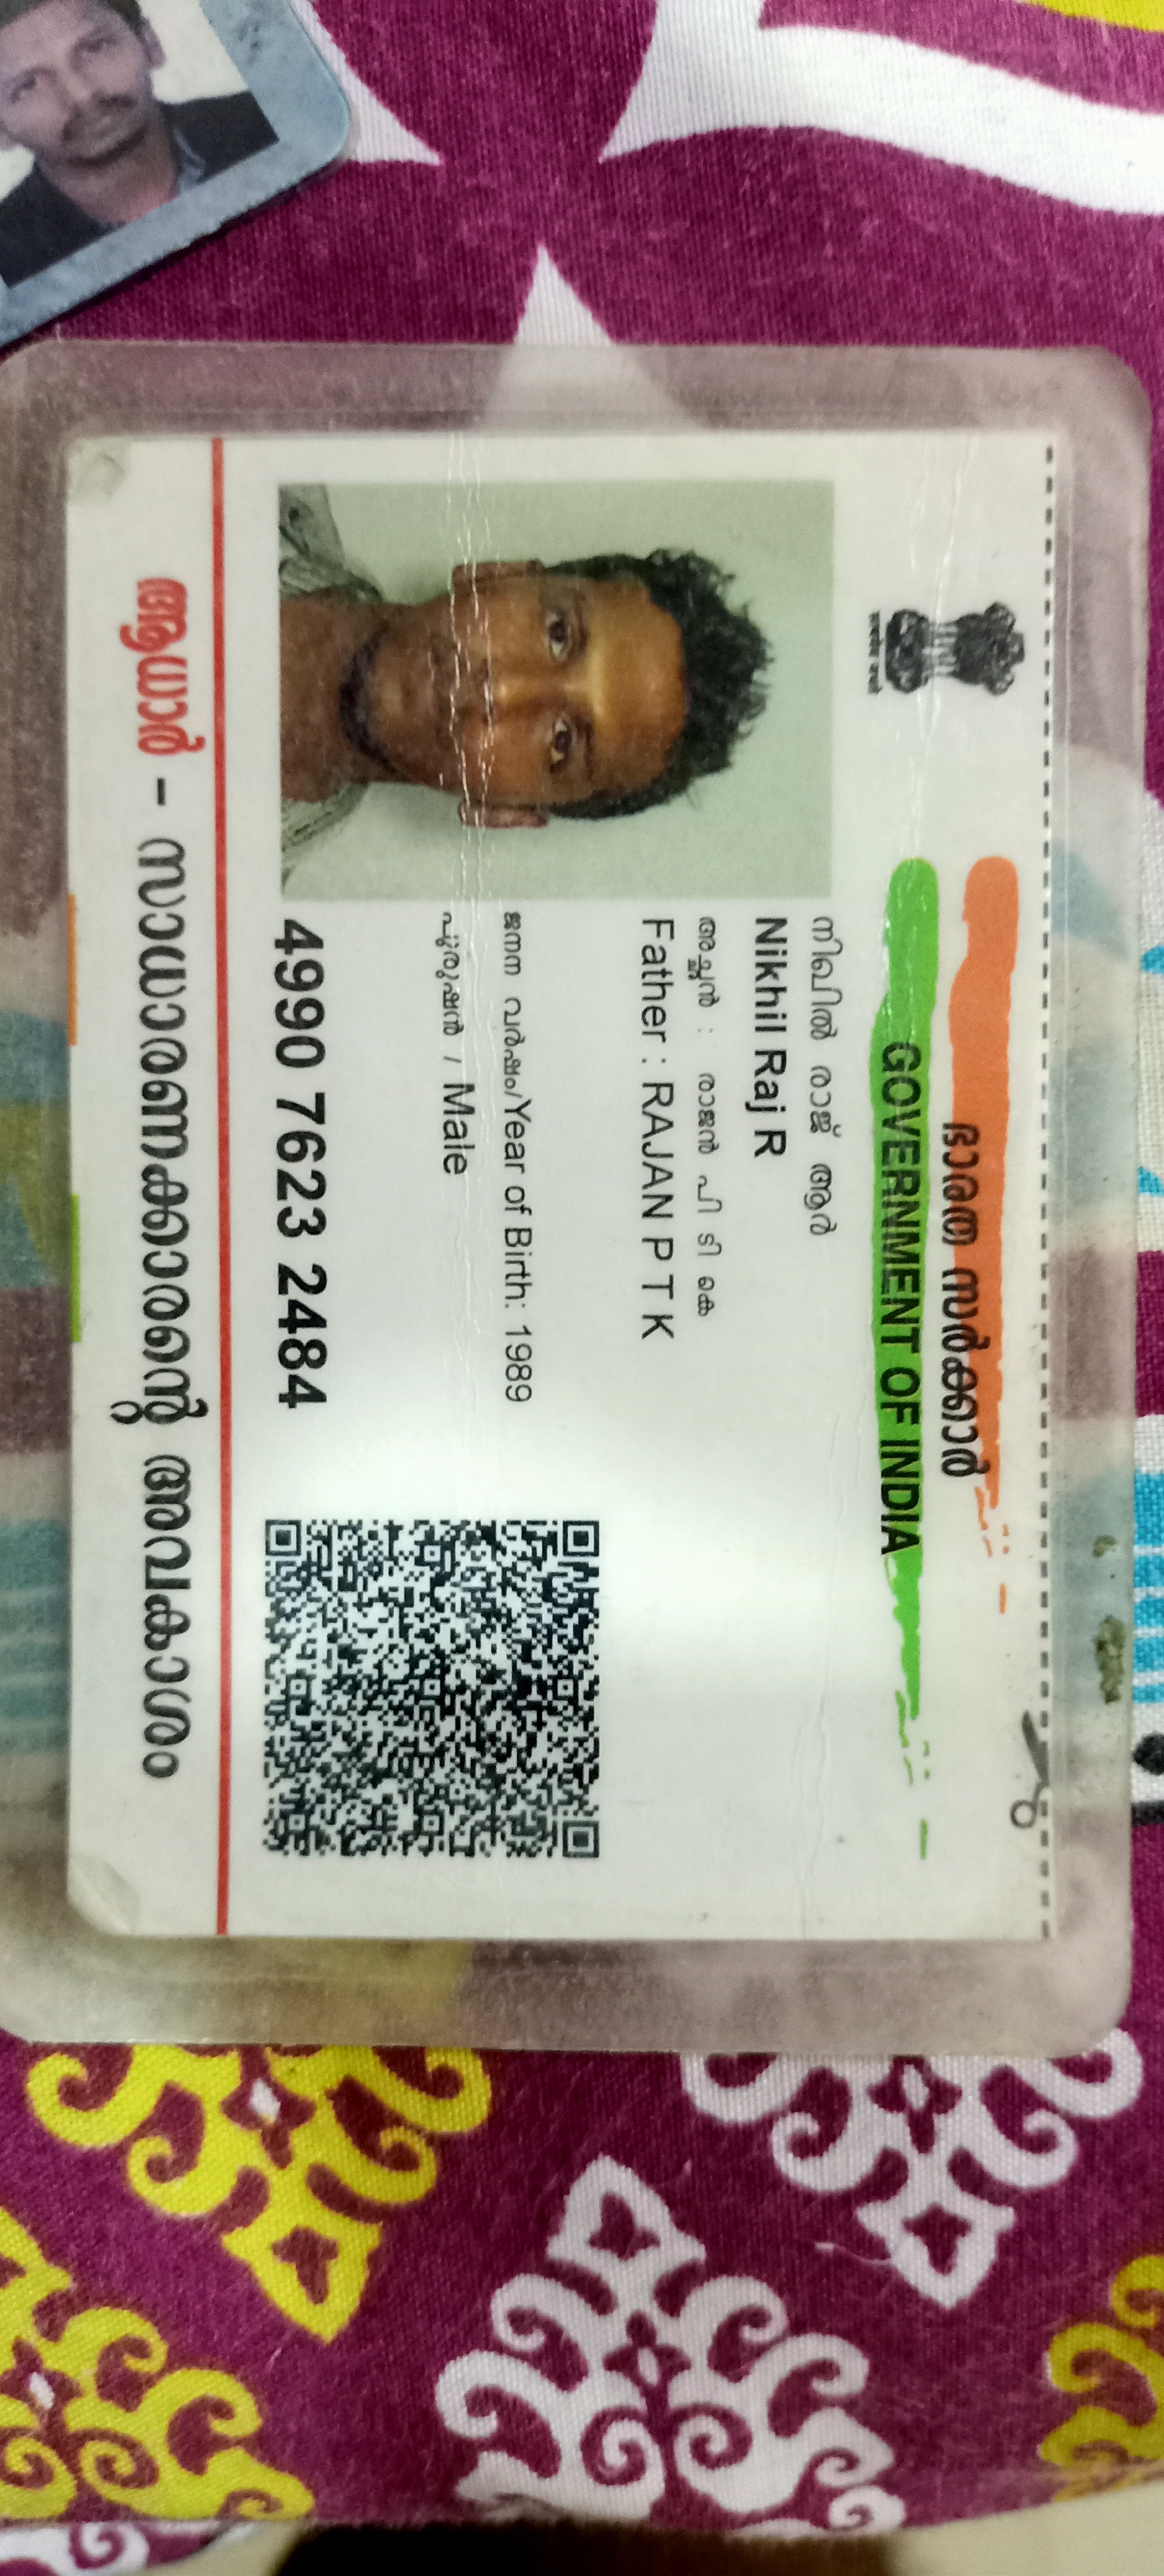 ഭാരത സർക്കാർ
GOVERNMENT OF INDIA
നിഖിൽ രാജ് ആർ
Nikhil Raj R
അച്ഛൻ : രാജൻ പി ടി കെ
Father : RAJAN P T K
ജനന വർഷം/Year of Birth: 1989
പുരുഷൻ / Male
4990 7623 2484
ആധാർ - സാധാരണക്കാരന്റെ അവകാശം